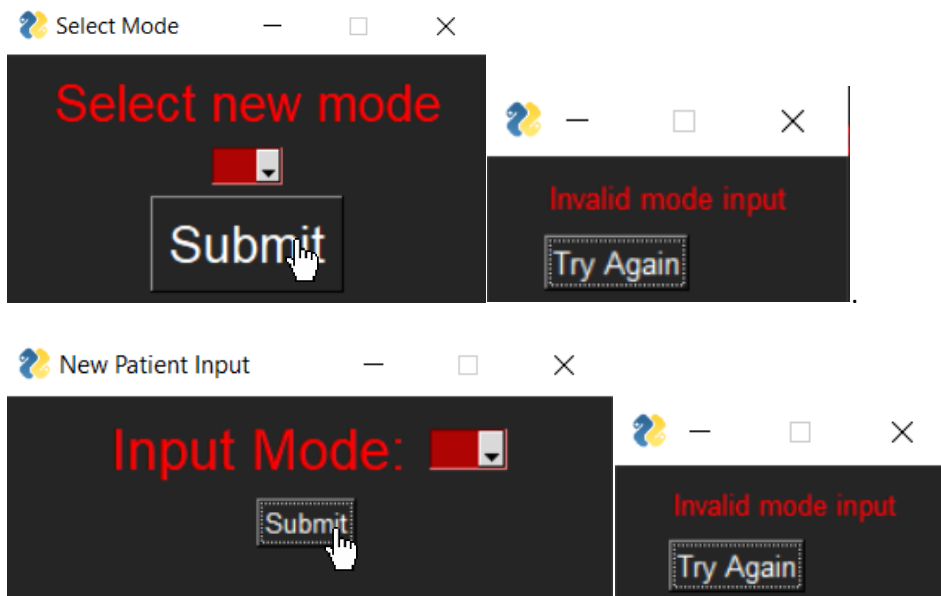 Select Mode
Select new mode
Submit
Invalid mode input
Try Again
.
New Patient Input
Input Mode:
Submit
Invalid mode input
Try Again